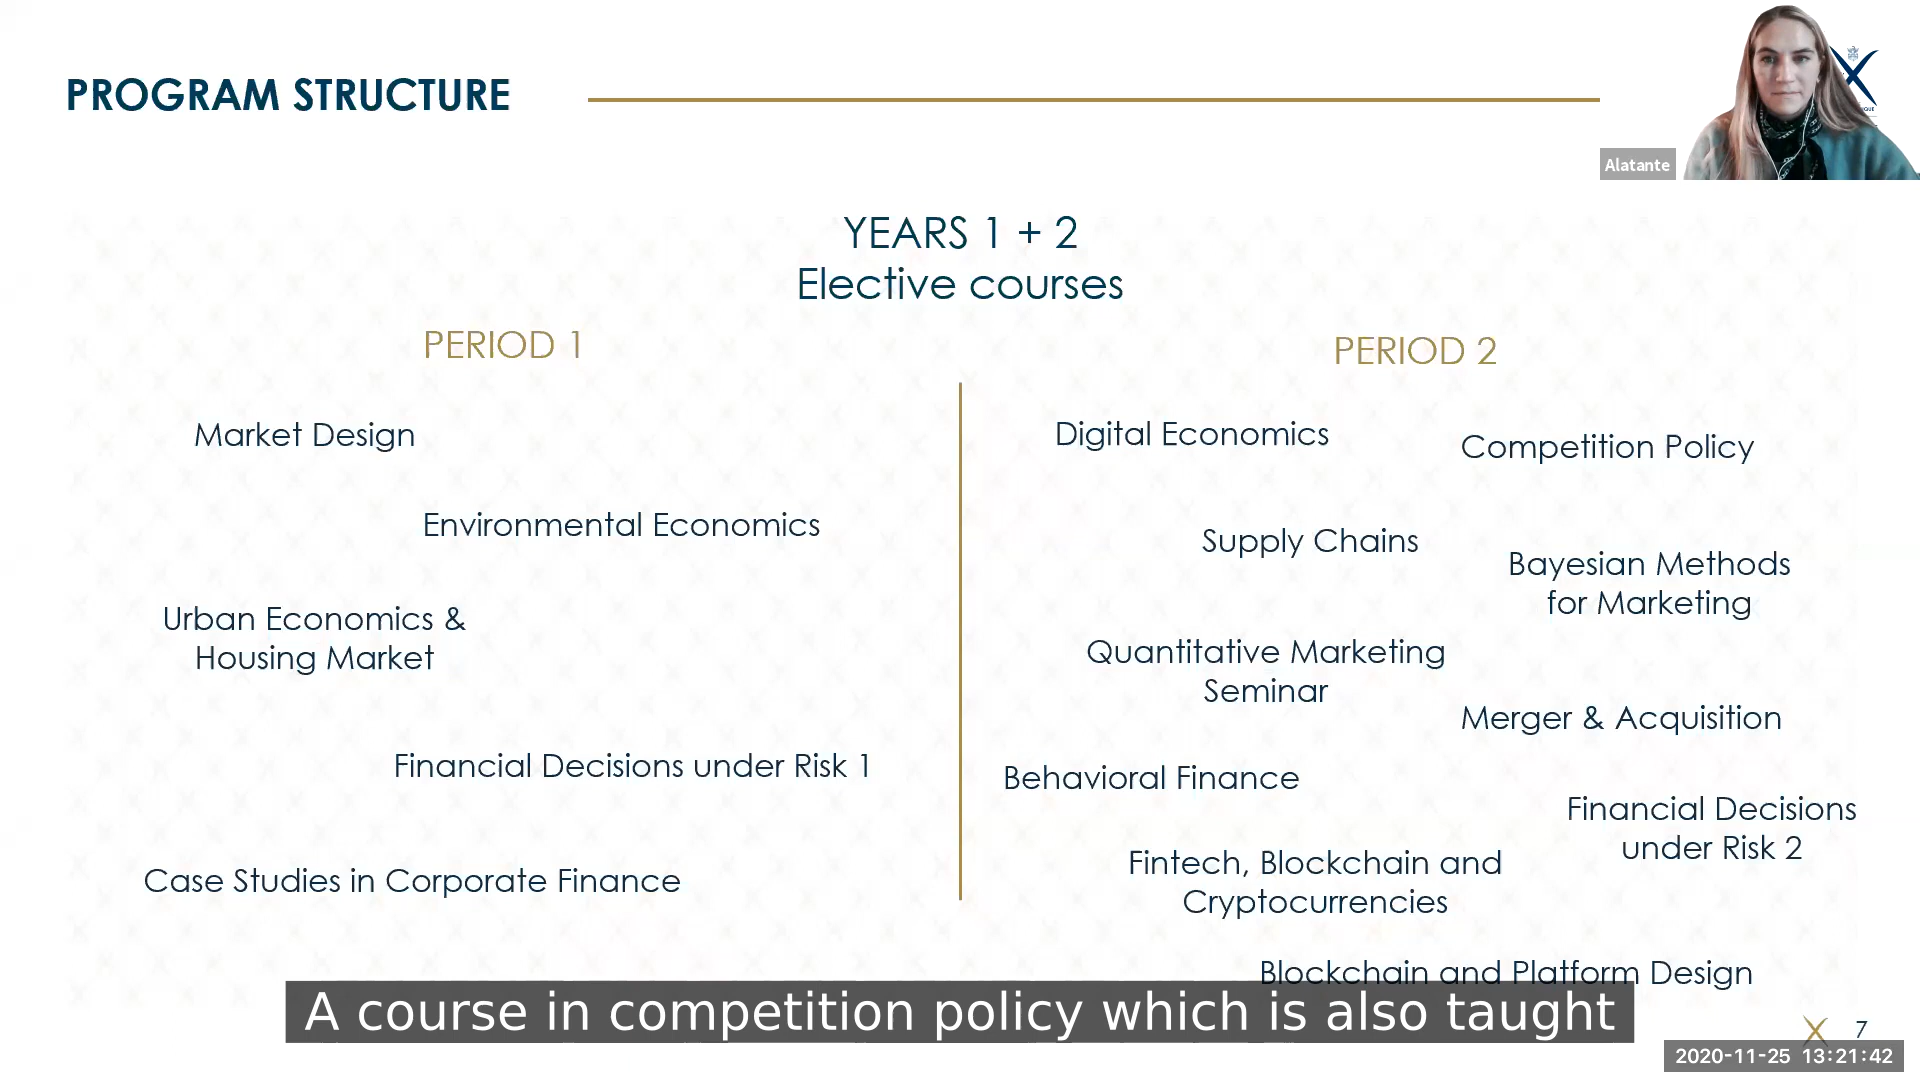 PROGRAM STRUCTURE
Alatante
YEARS 1 + 2
Elective courses
PERIOD 1
Market Design
Environmental Economics
Urban Economics &
Housing Market
Financial Decisions under Risk 1
Case Studies in Corporate Finance
PERIOD 2
Digital Economics
Competition Policy
Supply Chains
Bayesian Methods
for Marketing
Quantitative Marketing
Seminar
Merger & Acquisition
Behavioral Finance
Financial Decisions
under Risk 2
Fintech, Blockchain and
Cryptocurrencies
Blockchain and Platform Design
A course in competition policy which is also taught
7
2020-11-25 13:21:42